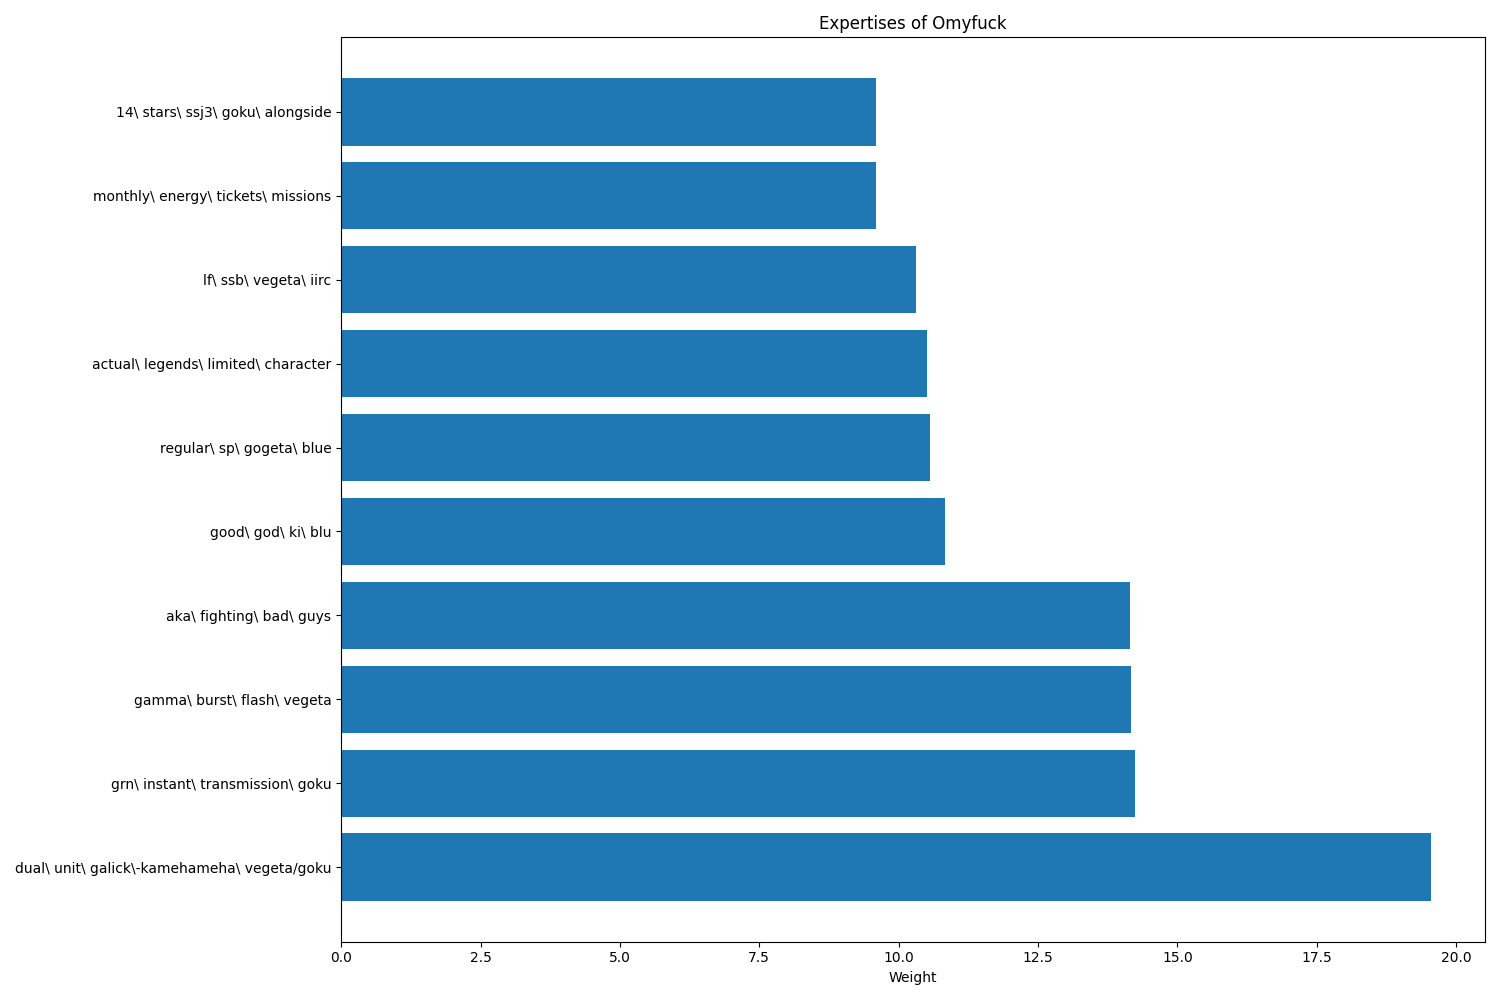 Expertises of Omyfuck
14\ stars\ ssj3\ goku\ alongside
monthly\ energy\ tickets\ missions
lf\ ssb\ vegeta\ iirc
actual\ legends\ limited\ character
regular\ sp\ gogeta\ blue
good\ god\ ki\ blu
aka\ fighting\ bad\ guys
gamma\ burst\ flash\ vegeta
grn\ instant\ transmission\ goku
dual\ unit\ galick\-kamehameha\ vegeta/goku
0.0 2.5 5.0 7.5 10.0 12.5 15.0 17.5 20.0
Weight